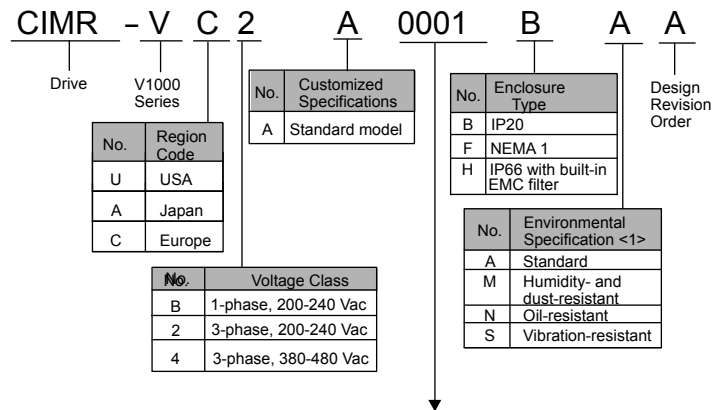 CIMR - V C 2 A 0001 B A A
Drive
V1000
Series
No. Region
Code
U USA
A Japan
C Europe
No. Voltage Class
B 1-phase, 200-240 Vac
2 3-phase, 200-240 Vac
4 3-phase, 380-480 Vac
No. Customized
Specifications
A Standard model
No. Enclosure
Type
B IP20
F NEMA 1
H IP66 with built-in
EMC filter
No. Environmental
Specification <1>
A Standard
M Humidity- and
dust-resistant
N Oil-resistant
S Vibration-resistant
Design
Revision
Order